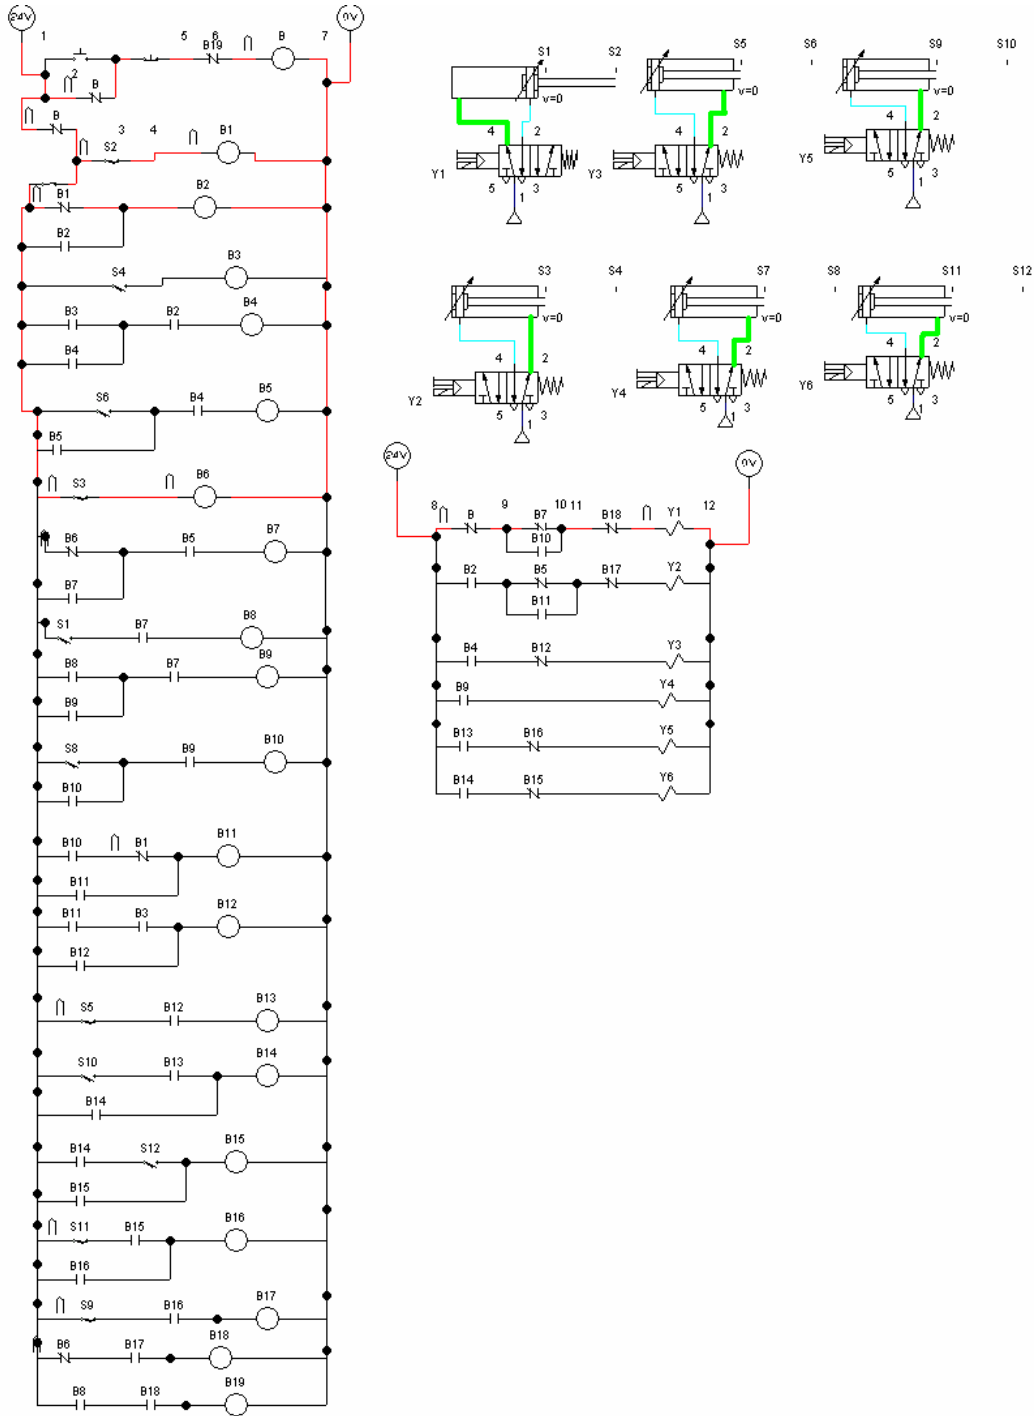 24V 0V
1 5 6 B19 B 7
2
B
B
3 4 B1
S2
B1 B2
B2
B3
S4
B3 B2 B4
B4
S6 B4 B5
B5
S3 B6
B6 B5 B7
B7
S1 B7 B8
B8 B7 B9
B9
S8 B9 B10
B10
B10 B1 B11
B11
B11 B3 B12
B12
S5 B12 B13
S10 B13 B14
B14
B14 S12 B15
B15
S11 B15 B16
B16
S9 B16 B17
B6 B17 B18
B8 B18 B19
S1 S2 S5 S6 S9 S10
v=0 v=0 v=0
4 2 4 2 4 2
Y1 5 3 Y3 5 3 Y5 5 3
1 1 1
S3 S4 S7 S8 S11 S12
v=0 v=0 v=0
4 2 4 2 4 2
Y2 5 3 Y4 5 3 Y6 5 3
1 1 1
24V 0V
8 B 9 B7 10 11 B18 Y1 12
B10
B2 B5 B17 Y2
B11
B4 B12 Y3
B9 Y4
B13 B16 Y5
B14 B15 Y6